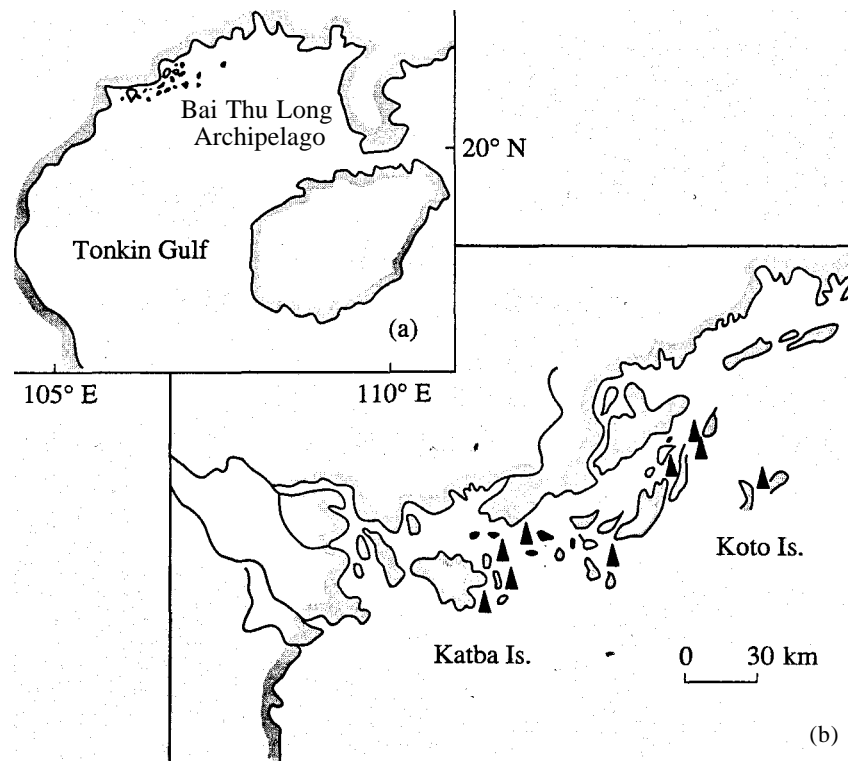 Bai Thu Long
Archipelago
20° N
Tonkin Gulf
(a)
105° E
110° E
Koto Is.
Katba Is.
0 30 km
(b)